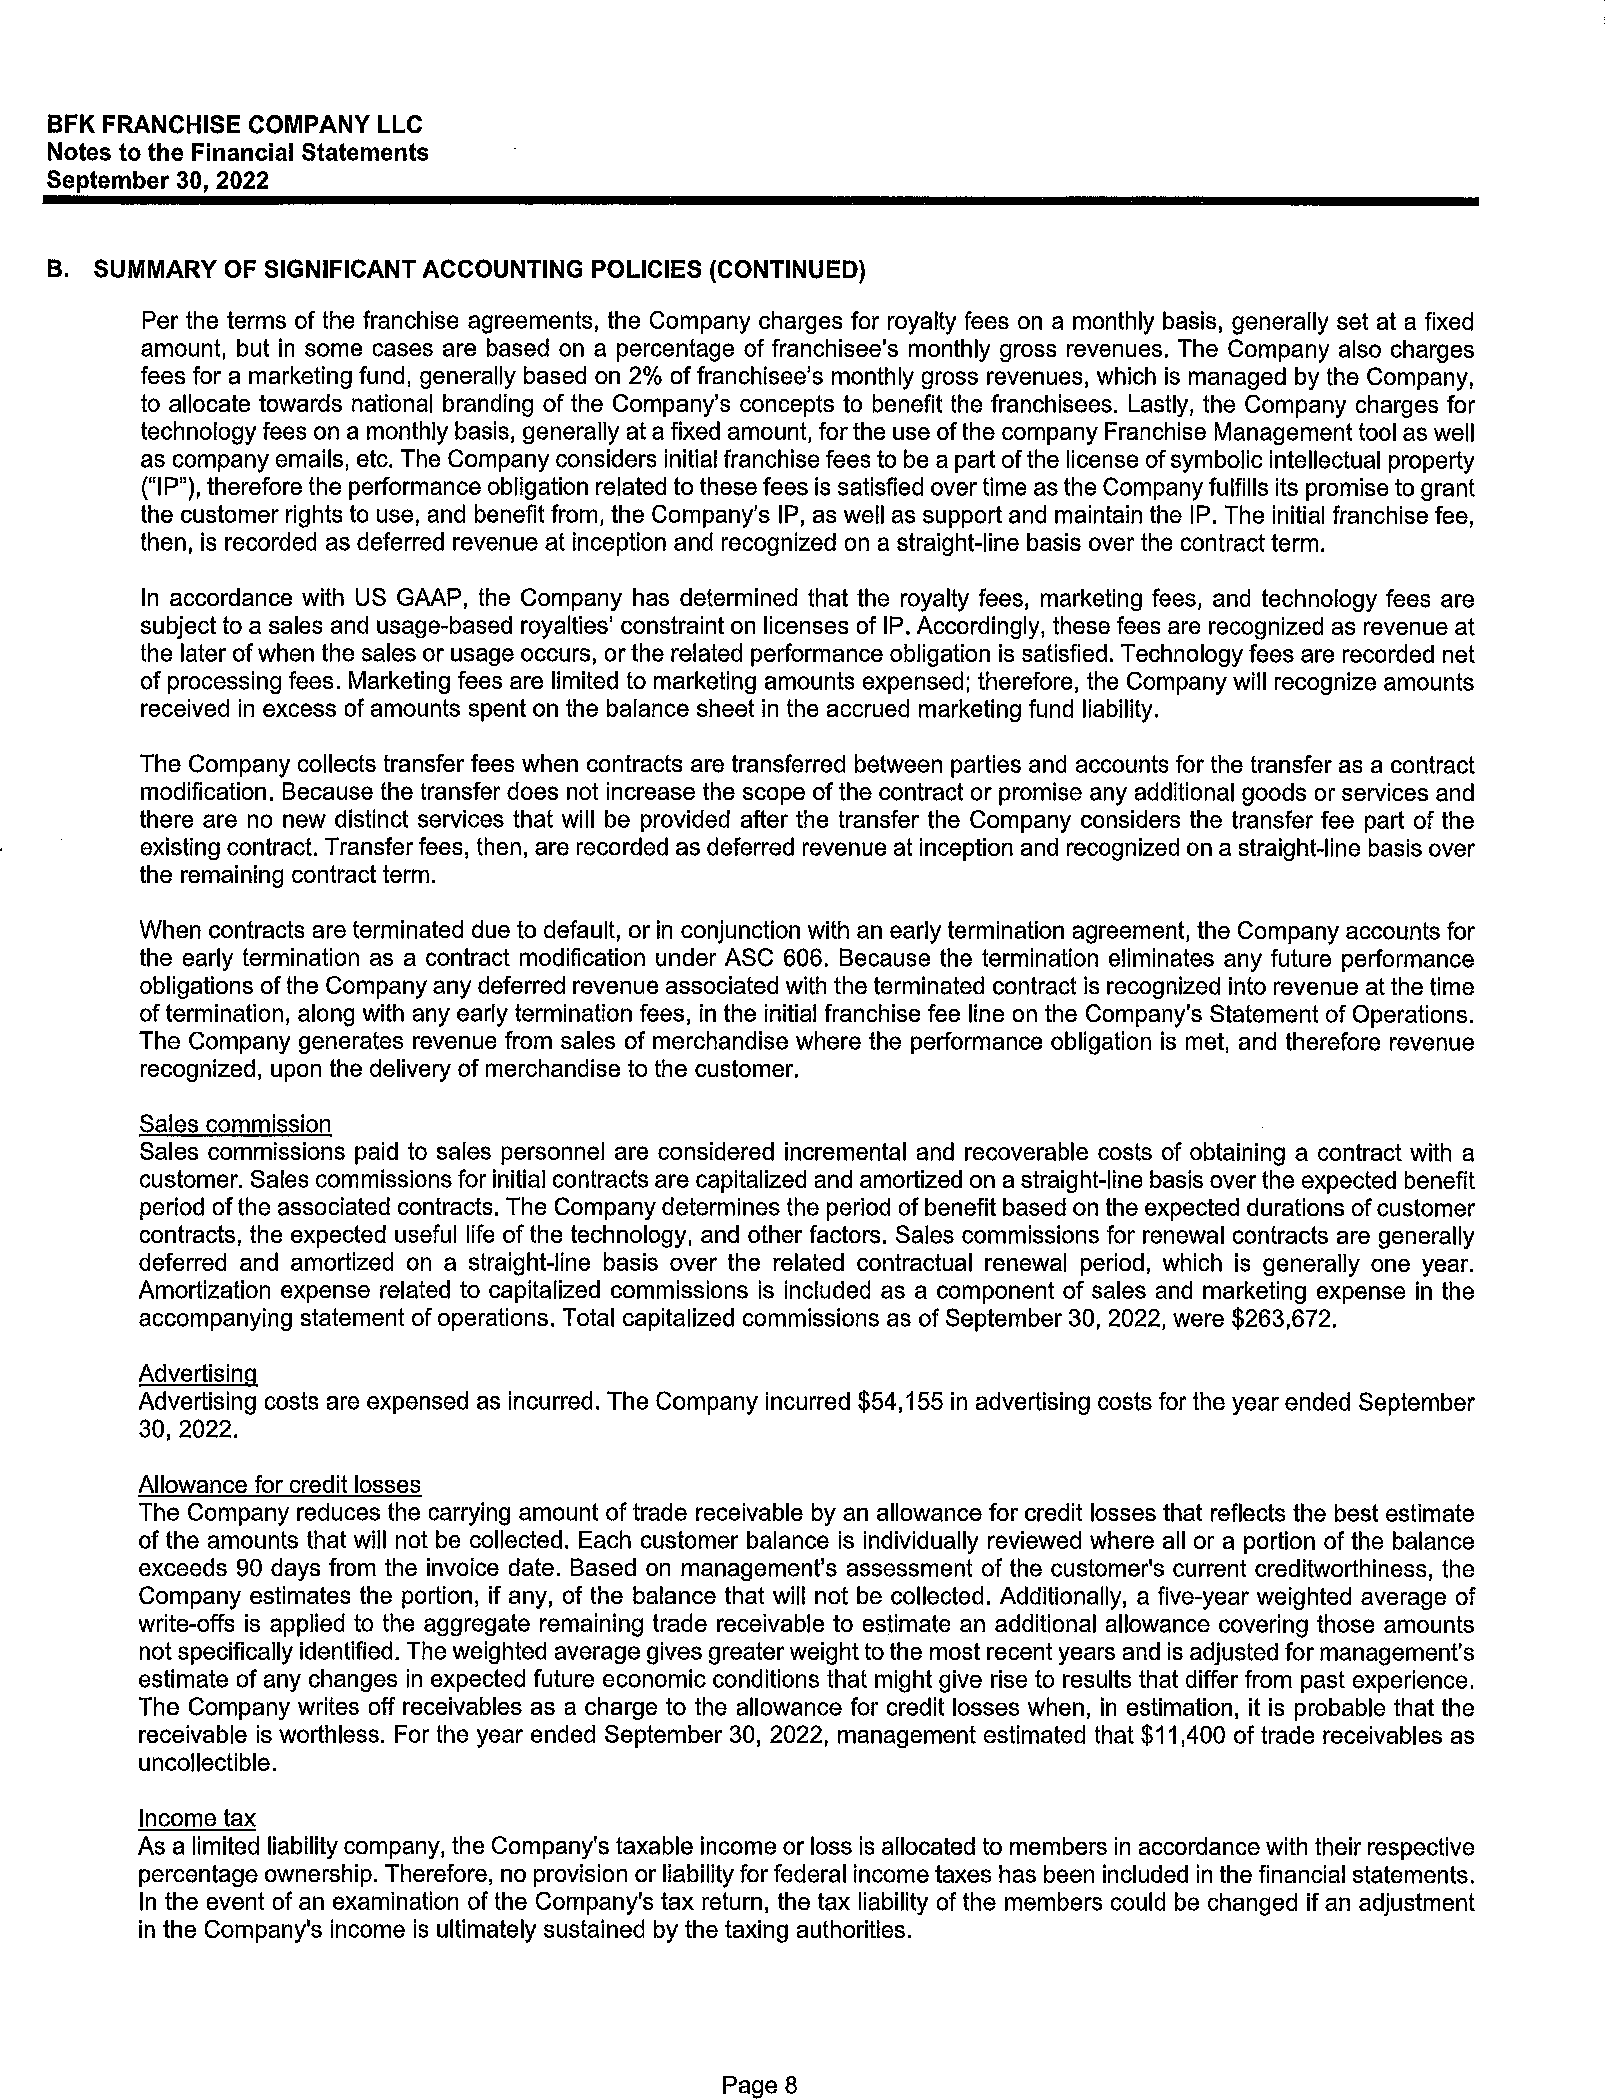 BFK FRANCHISE COMPANY LLC
Notes to the Financial Statements
September 30, 2022
B. SUMMARY OF SIGNIFICANT ACCOUNTING POLICIES (CONTINUED)
Per the terms of the franchise agreements, the Company charges for royalty fees on a monthly basis, generally set at a fixed
amount, but in some cases are based on a percentage of franchisee's monthly gross revenues. The Company also charges
fees for a marketing fund, generally based on 2% of franchisee's monthly gross revenues, which is managed by the Company,
to allocate towards national branding of the Company's concepts to benefit the franchisees. Lastly, the Company charges for
technology fees on a monthly basis, generally at a fixed amount, for the use of the company Franchise Management tool as well
as company emails, etc. The Company considers initial franchise fees to be a part of the license of symbolic intellectual property
("IP"), therefore the performance obligation related to these fees is satisfied over time as the Company fulfills its promise to grant
the customer rights to use, and benefit from, the Company's IP, as well as support and maintain the IP. The initial franchise fee,
then, is recorded as deferred revenue at inception and recognized on a straight-line basis over the contract term.
In accordance with US GAAP, the Company has determined that the royalty fees, marketing fees, and technology fees are
subject to a sales and usage-based royalties' constraint on licenses of IP. Accordingly, these fees are recognized as revenue at
the later of when the sales or usage occurs, or the related performance obligation is satisfied. Technology fees are recorded net
of processing fees. Marketing fees are limited to marketing amounts expensed; therefore, the Company will recognize amounts
received in excess of amounts spent on the balance sheet in the accrued marketing fund liability.
The Company collects transfer fees when contracts are transferred between parties and accounts for the transfer as a contract
modification. Because the transfer does not increase the scope of the contract or promise any additional goods or services and
there are no new distinct services that will be provided after the transfer the Company considers the transfer fee part of the
existing contract. Transfer fees, then, are recorded as deferred revenue at inception and recognized on a straight-line basis over
the remaining contract term.
When contracts are terminated due to default, or in conjunction with an early termination agreement, the Company accounts for
the early termination as a contract modification under ASC 606. Because the termination eliminates any future performance
obligations of the Company any deferred revenue associated with the terminated contract is recognized into revenue at the time
of termination, along with any early termination fees, in the initial franchise fee line on the Company's Statement of Operations.
The Company generates revenue from sales of merchandise where the performance obligation is met, and therefore revenue
recognized, upon the delivery of merchandise to the customer.
Sales commission
Sales commissions paid to sales personnel are considered incremental and recoverable costs of obtaining a contract with a
customer. Sales commissions for initial contracts are capitalized and amortized on a straight-line basis over the expected benefit
period of the associated contracts. The Company determines the period of benefit based on the expected durations of customer
contracts, the expected useful life of the technology, and other factors. Sales commissions for renewal contracts are generally
deferred and amortized on a straight-line basis over the related contractual renewal period, which is generally one year.
Amortization expense related to capitalized commissions is included as a component of sales and marketing expense in the
accompanying statement of operations. Total capitalized commissions as of September 30, 2022, were $263,672.
Advertising
Advertising costs are expensed as incurred. The Company incurred $54,155 in advertising costs for the year ended September
30, 2022.
Allowance for credit losses
The Company reduces the carrying amount of trade receivable by an allowance for credit losses that reflects the best estimate
of the amounts that will not be collected. Each customer balance is individually reviewed where all or a portion of the balance
exceeds 90 days from the invoice date. Based on management's assessment of the customer's current creditworthiness, the
Company estimates the portion, if any, of the balance that will not be collected. Additionally, a five-year weighted average of
write-offs is applied to the aggregate remaining trade receivable to estimate an additional allowance covering those amounts
not specifically identified. The weighted average gives greater weight to the most recent years and is adjusted for management's
estimate of any changes in expected future economic conditions that might give rise to results that differ from past experience.
The Company writes off receivables as a charge to the allowance for credit losses when, in estimation, it is probable that the
receivable is worthless. For the year ended September 30, 2022, management estimated that $11,400 of trade receivables as
uncollectible.
Income tax
As a limited liability company, the Company's taxable income or loss is allocated to members in accordance with their respective
percentage ownership. Therefore, no provision or liability for federal income taxes has been included in the financial statements.
In the event of an examination of the Company's tax return, the tax liability of the members could be changed if an adjustment
in the Company's income is ultimately sustained by the taxing authorities.
Page 8